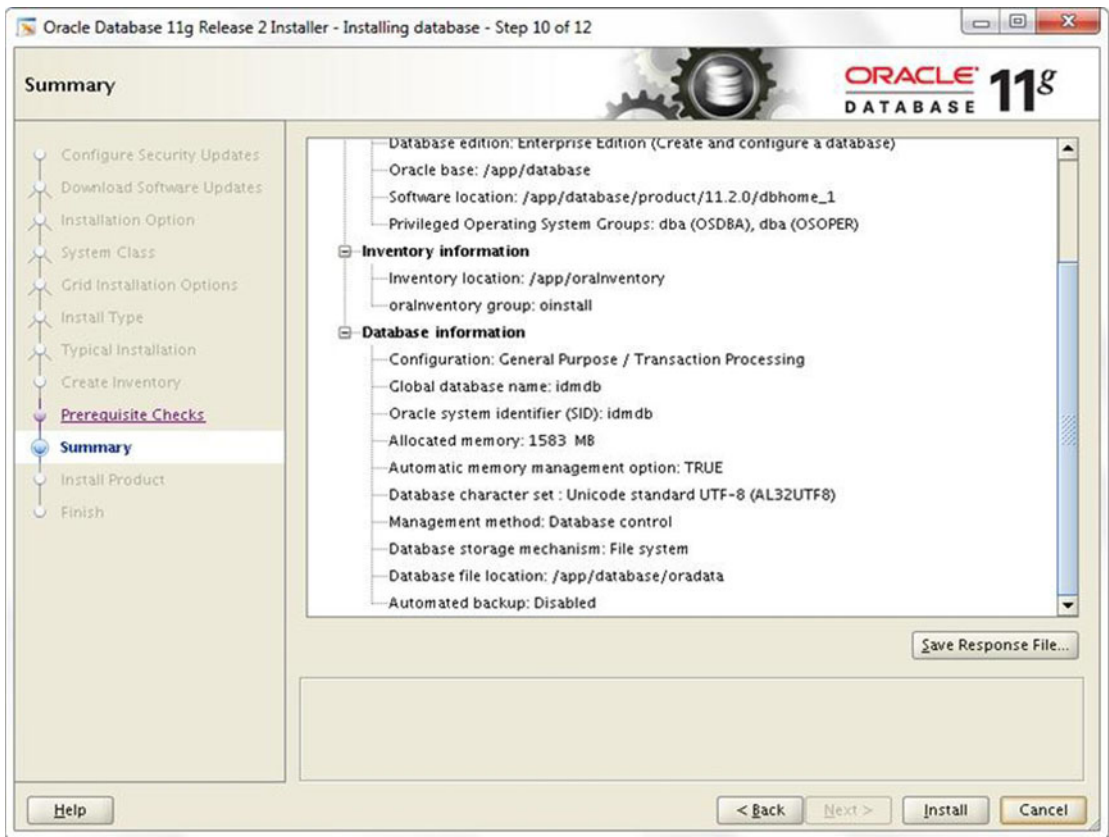 Oracle Database 11g Release 2 Installer - Installing database - Step 10 of 12
Summary
ORACLE
DATABASE 11g
Configure Security Updates
Download Software Updates
Installation Option
System Class
Grid Installation Options
Install Type
Typical Installation
Create Inventory
Prerequisite Checks
Summary
Install Product
Finish
Database edition: Enterprise Edition (Create and configure a database)
Oracle base: /app/database
Software location: /app/database/product/11.2.0/dbhome_1
Privileged Operating System Groups: dba (OSDBA), dba (OSOPER)
Inventory information
Inventory location: /app/oraInventory
oraInventory group: oinstall
Database information
Configuration: General Purpose / Transaction Processing
Global database name: idmdb
Oracle system identifier (SID): idmdb
Allocated memory: 1583 MB
Automatic memory management option: TRUE
Database character set : Unicode standard UTF-8 (AL32UTF8)
Management method: Database control
Database storage mechanism: File system
Database file location: /app/database/oradata
Automated backup: Disabled
Save Response File...
Help
< Back
Next >
Install
Cancel